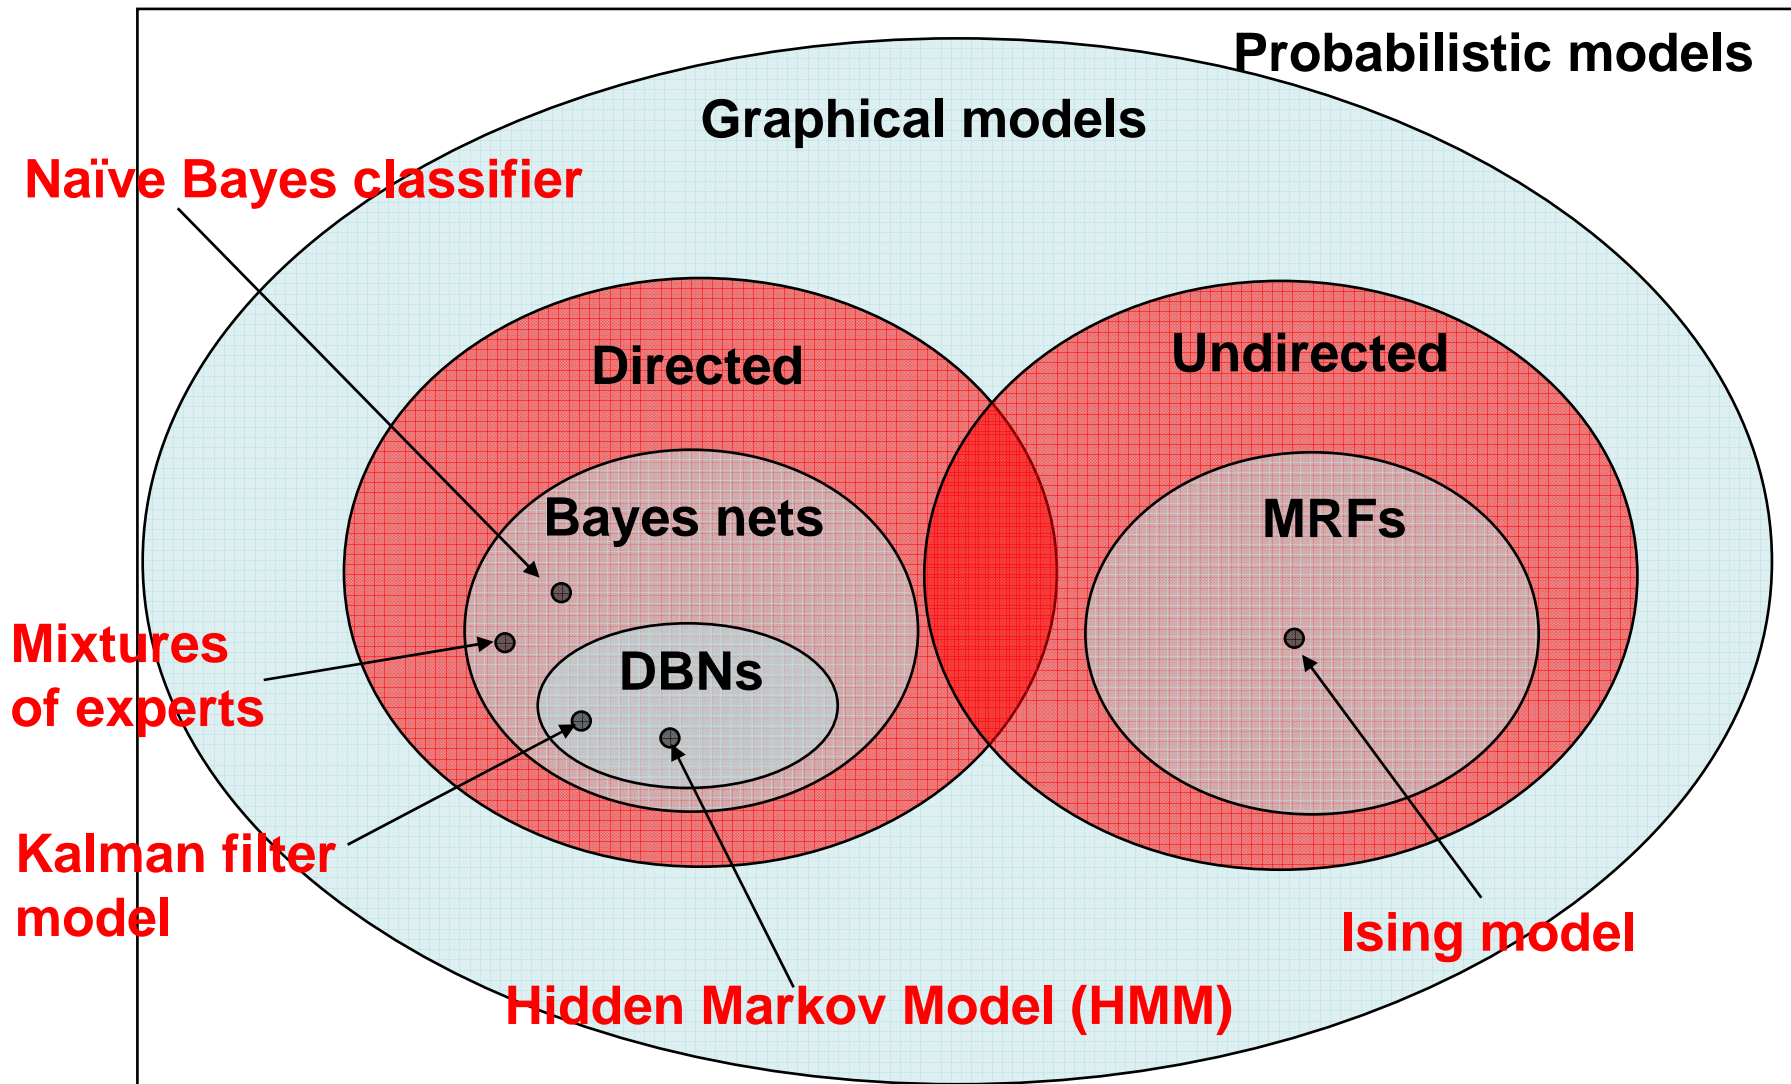 Probabilistic models
Graphical models
Naïve Bayes classifier
Directed
Undirected
Bayes nets
MRFs
Mixtures
of experts
DBNs
Kalman filter
model
Ising model
Hidden Markov Model (HMM)